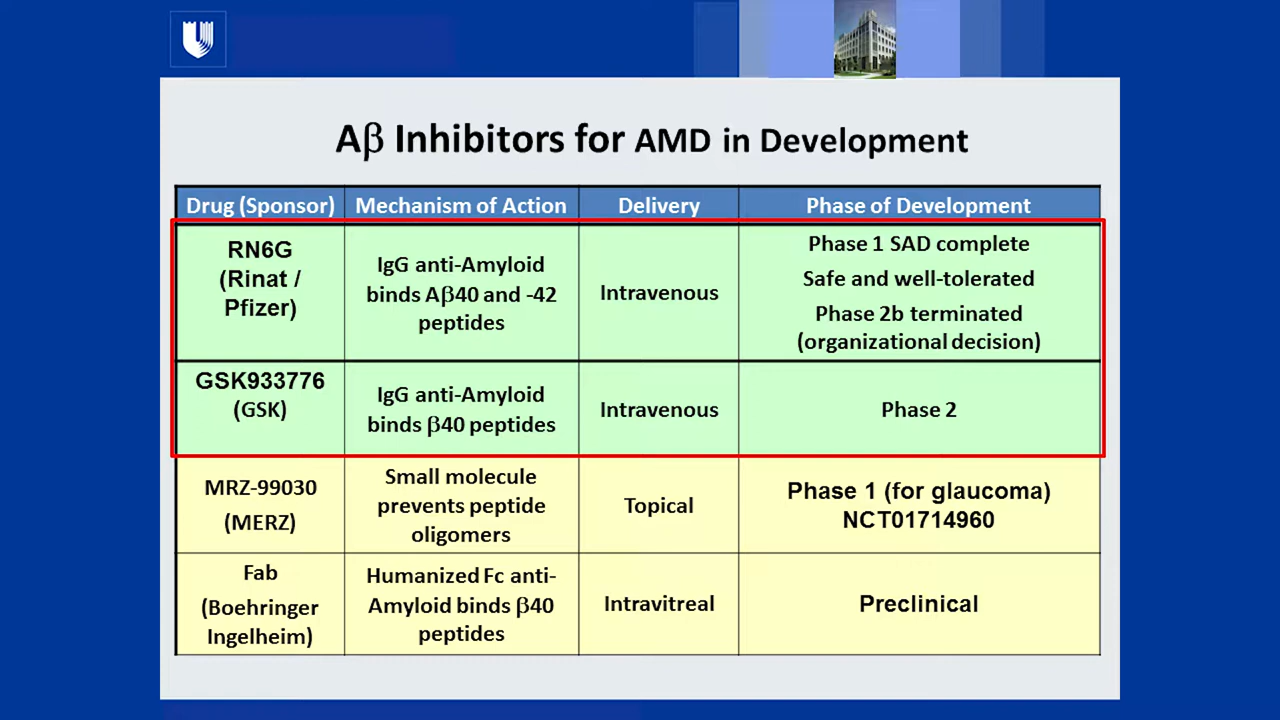 Aβ Inhibitors for AMD in Development
Drug (Sponsor)
Mechanism of Action
Delivery
Phase of Development
RN6G
(Rinat /
Pfizer)
IgG anti-Amyloid
binds Aβ40 and -42
peptides
Intravenous
Phase 1 SAD complete
Safe and well-tolerated
Phase 2b terminated
(organizational decision)
GSK933776
(GSK)
IgG anti-Amyloid
binds β40 peptides
Intravenous
Phase 2
MRZ-99030
(MERZ)
Small molecule
prevents peptide
oligomers
Topical
Phase 1 (for glaucoma)
NCT01714960
Fab
(Boehringer
Ingelheim)
Humanized Fc anti-
Amyloid binds β40
peptides
Intravitreal
Preclinical